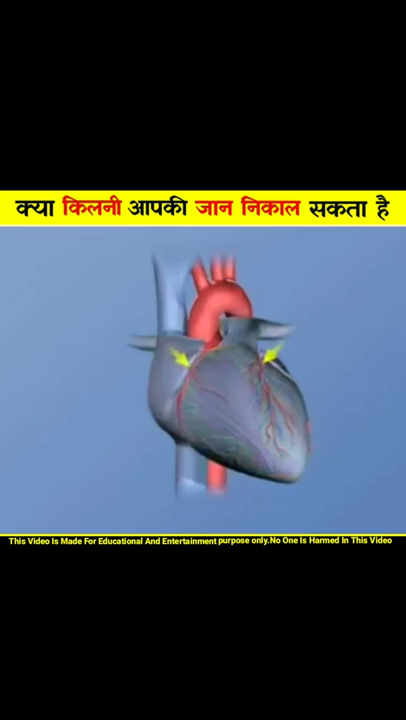 क्या किलनी आपकी जान निकाल सकता है
This Video Is Made For Educational And Entertainment purpose only.No One Is Harmed In This Video